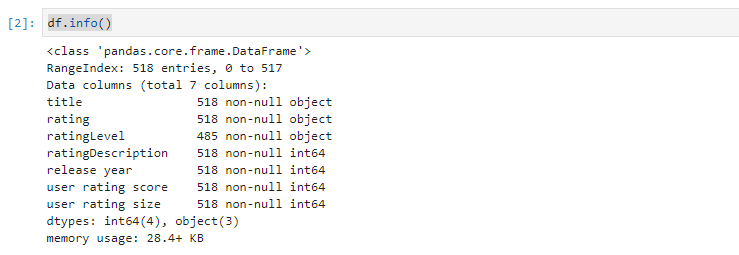 [2]: df.info()
<class 'pandas.core.frame.DataFrame'>
RangeIndex: 518 entries, 0 to 517
Data columns (total 7 columns):
title                518 non-null object
rating               518 non-null object
ratingLevel          485 non-null object
ratingDescription    518 non-null int64
release year         518 non-null int64
user rating score    518 non-null int64
user rating size     518 non-null int64
dtypes: int64(4), object(3)
memory usage: 28.4+ KB